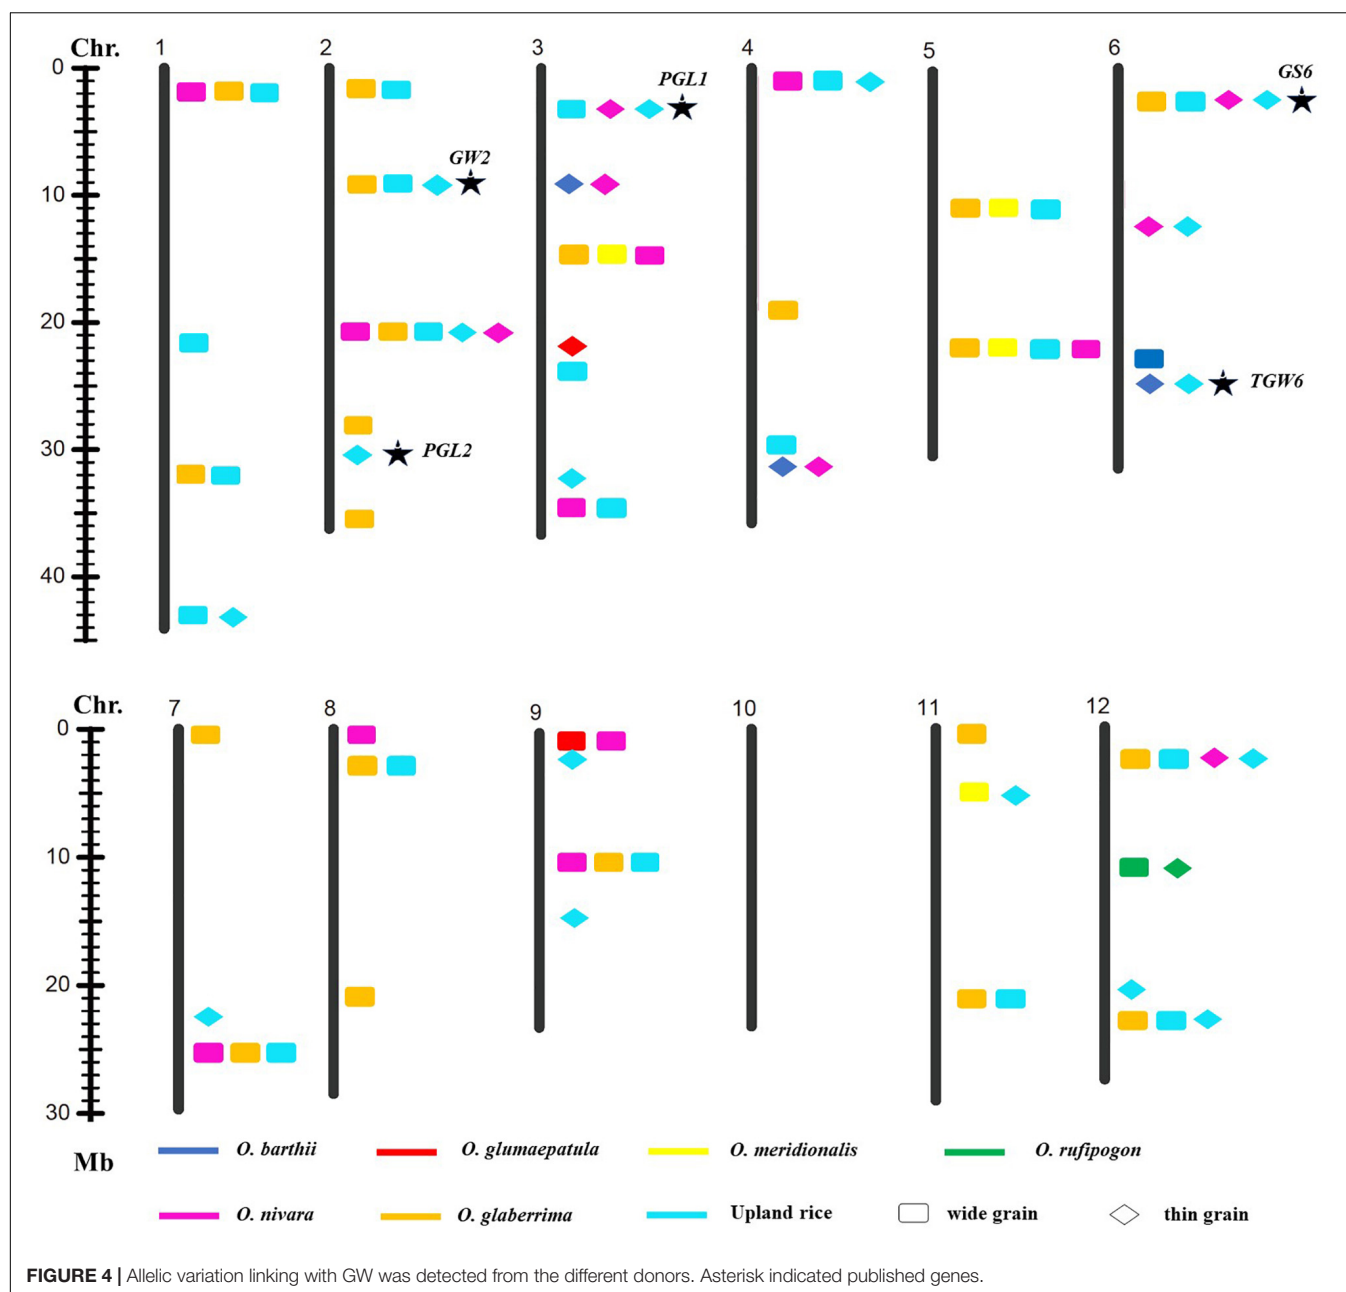 Chr. 1 2 3 4 5 6
0
10
20
30
40
PGL1
GS6
GW2
TGW6
PGL2
Chr. 7 8 9 10 11 12
0
10
20
30
Mb
O. barthii O. glumaepatula O. meridionalis O. rufipogon
O. nivara O. glaberrima Upland rice wide grain thin grain
FIGURE 4 | Allelic variation linking with GW was detected from the different donors. Asterisk indicated published genes.